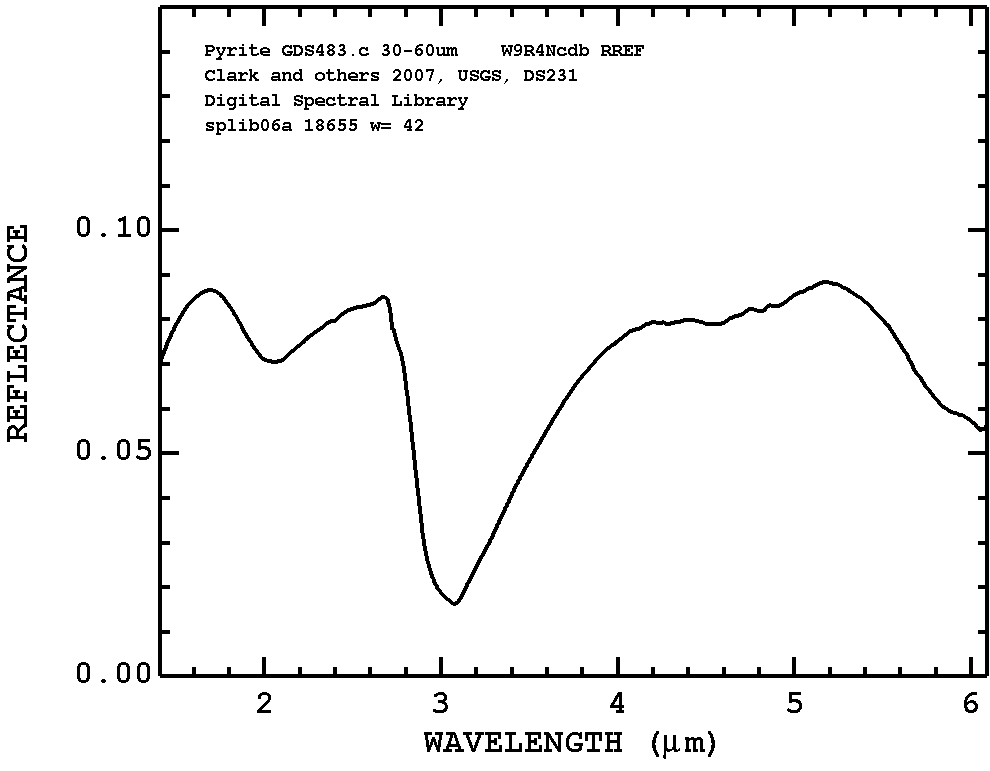 Pyrite GDS483.c 30-60um W9R4Ncdb RREF
Clark and others 2007, USGS, DS231
Digital Spectral Library
splib06a 18655 w= 42
REFLECTANCE
0.10
0.05
0.00
2 3 4 5 6
WAVELENGTH (μm)